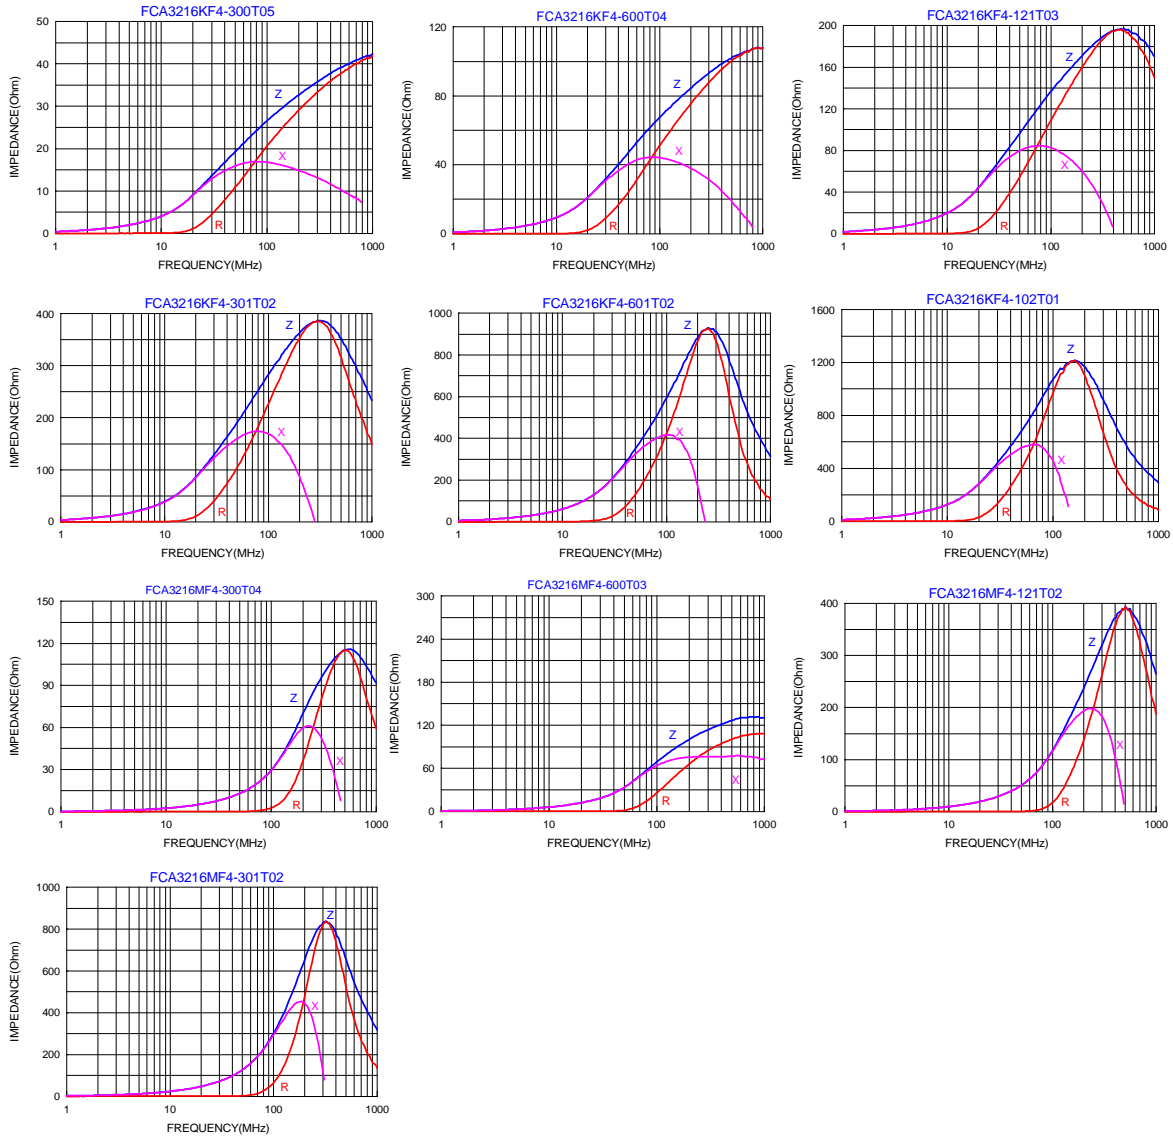 FCA3216KF4-300T05
50
40
30
20
10
0
IMPEDANCE(Ohm)
Z
X
R
1
10
100
1000
FREQUENCY(MHz)
FCA3216KF4-600T04
120
80
40
0
IMPEDANCE(Ohm)
Z
X
R
1
10
100
1000
FREQUENCY(MHz)
FCA3216KF4-121T03
200
160
120
80
40
0
IMPEDANCE(Ohm)
Z
X
R
1
10
100
1000
FREQUENCY(MHz)
FCA3216KF4-301T02
400
300
200
100
0
IMPEDANCE(Ohm)
Z
X
R
1
10
100
1000
FREQUENCY(MHz)
FCA3216KF4-601T02
1000
800
600
400
200
0
IMPEDANCE(Ohm)
Z
X
R
1
10
100
1000
FREQUENCY(MHz)
FCA3216KF4-102T01
1600
1200
800
400
0
IMPEDANCE(Ohm)
Z
X
R
1
10
100
1000
FREQUENCY(MHz)
FCA3216MF4-300T04
150
120
90
60
30
0
IMPEDANCE(Ohm)
Z
X
R
1
10
100
1000
FREQUENCY(MHz)
FCA3216MF4-600T03
300
240
180
120
60
0
IMPEDANCE(Ohm)
Z
X
R
1
10
100
1000
FREQUENCY(MHz)
FCA3216MF4-121T02
400
300
200
100
0
IMPEDANCE(Ohm)
Z
X
R
1
10
100
1000
FREQUENCY(MHz)
FCA3216MF4-301T02
1000
800
600
400
200
0
IMPEDANCE(Ohm)
Z
X
R
1
10
100
1000
FREQUENCY(MHz)